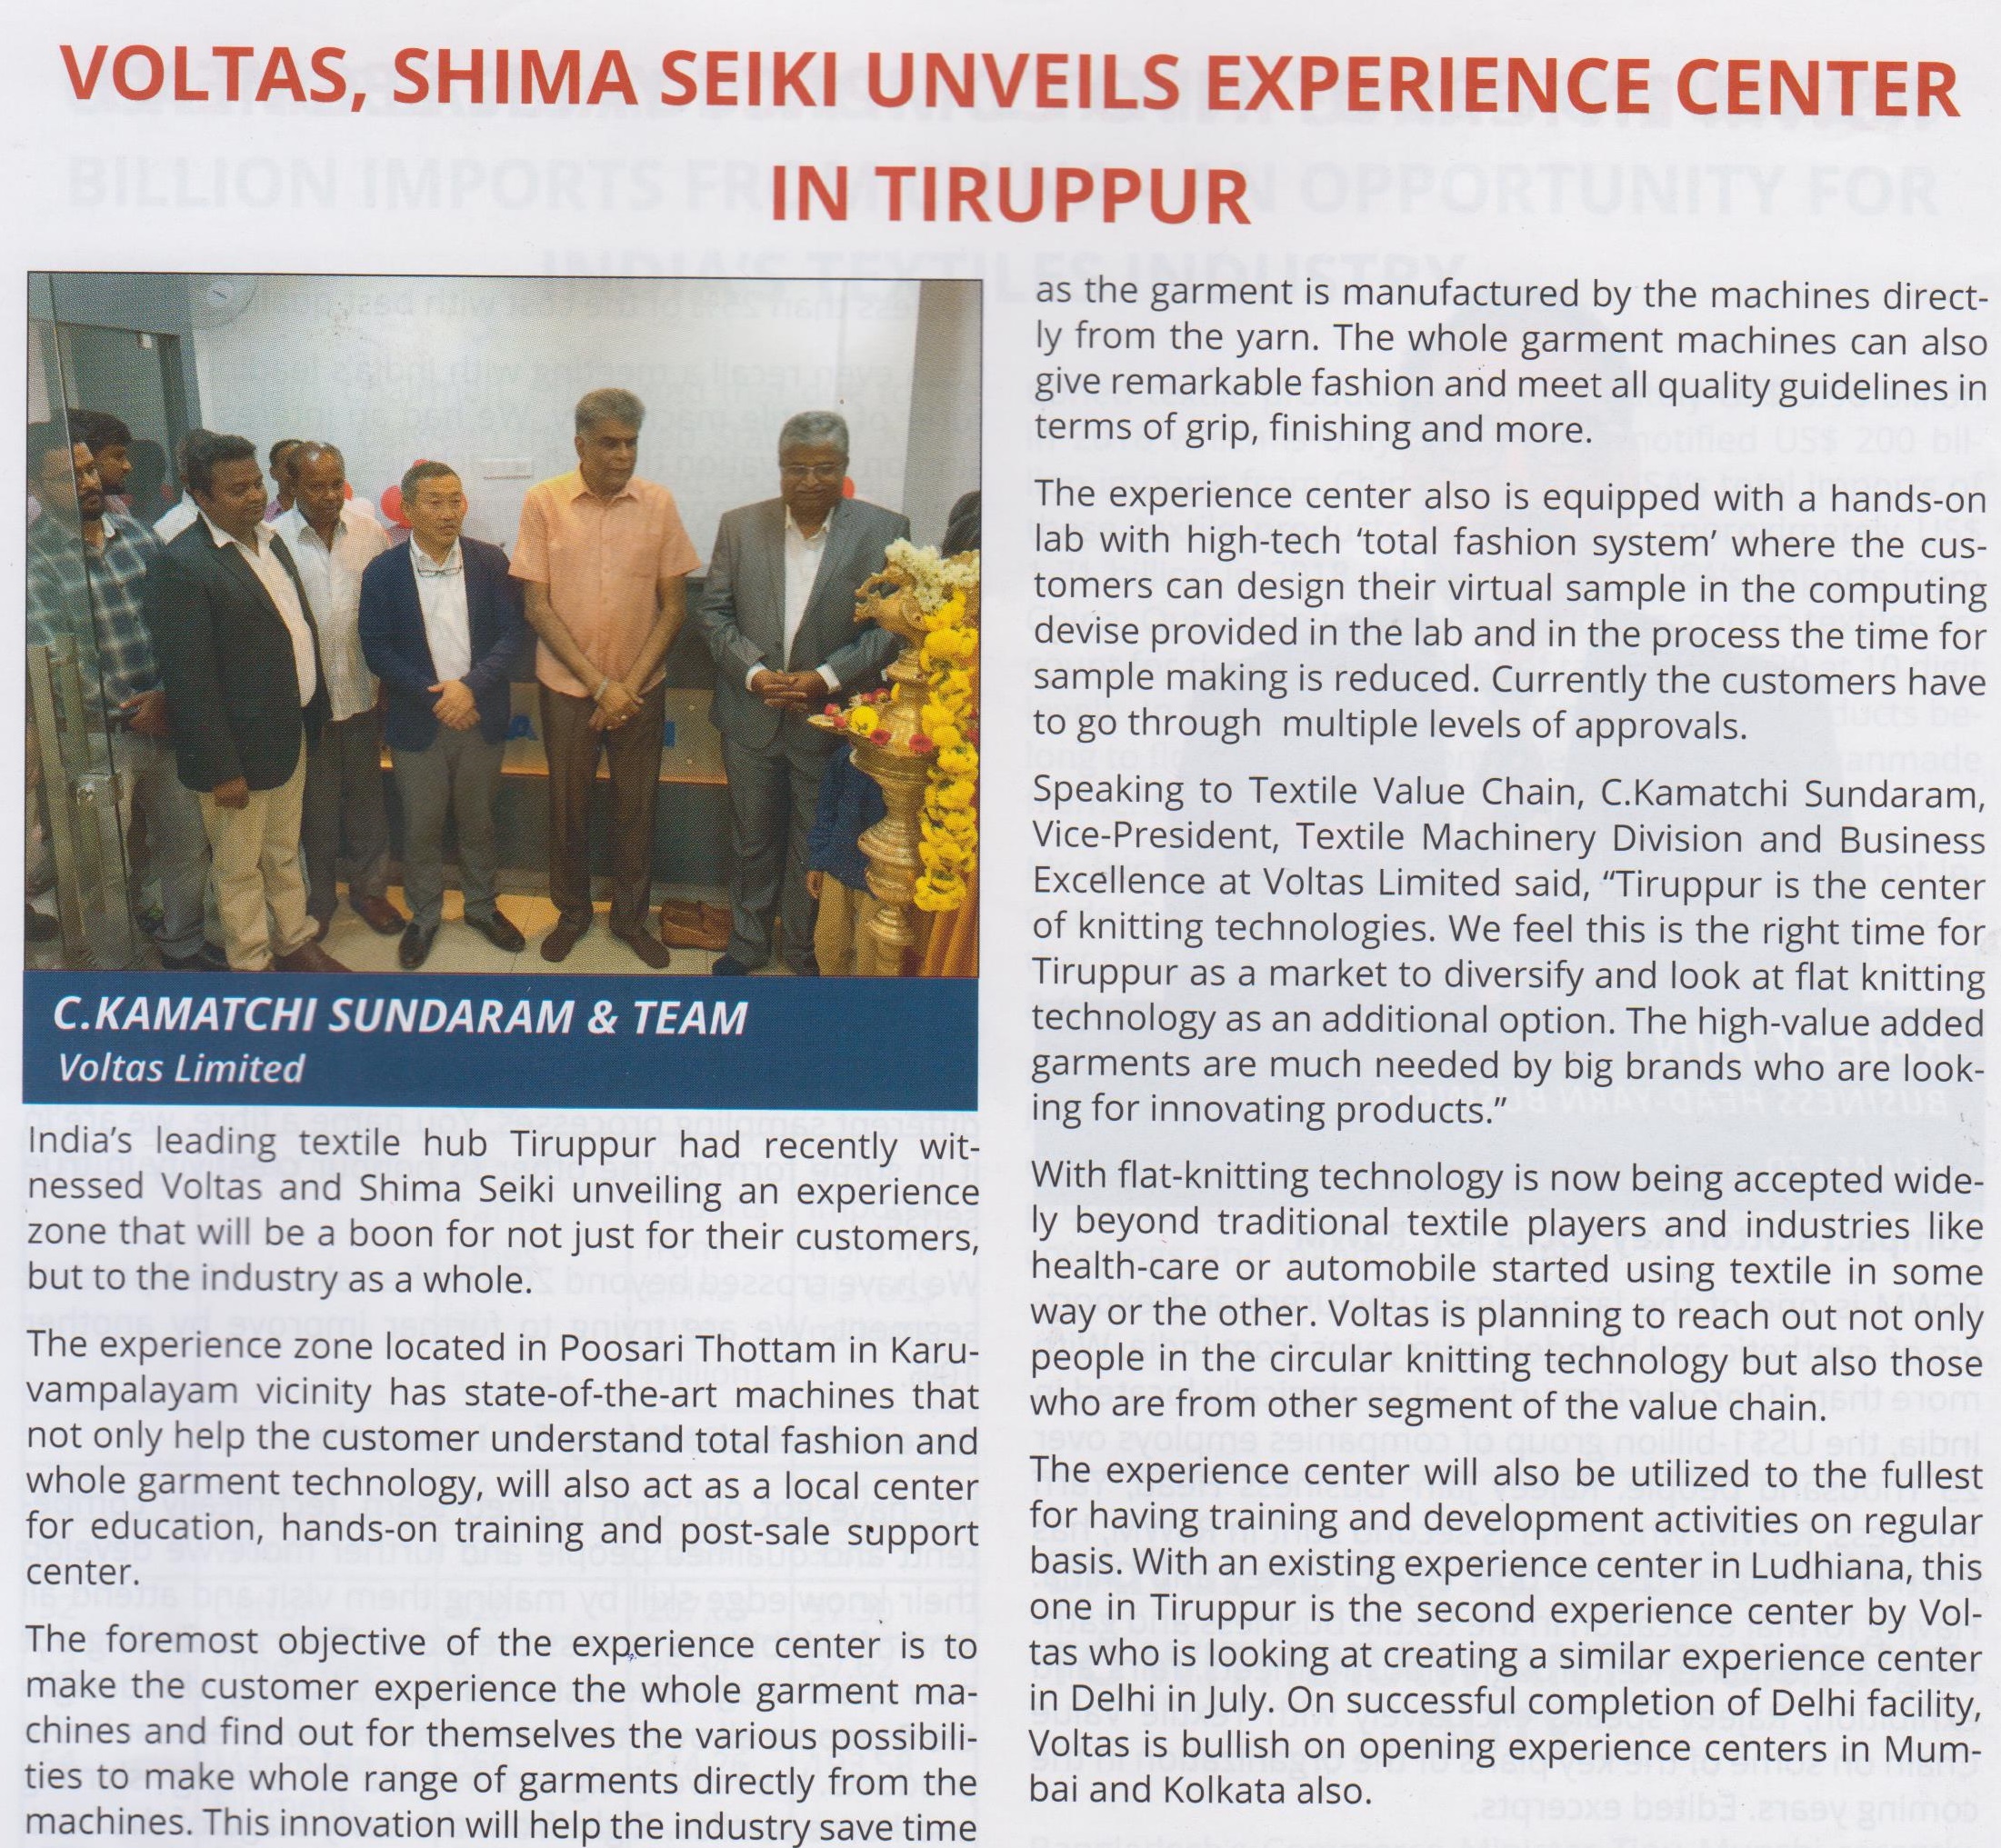 VOLTAS, SHIMA SEIKI UNVEILS EXPERIENCE CENTER
IN TIRUPPUR
C.KAMATCHI SUNDARAM & TEAM
Voltas Limited
India's leading textile hub Tiruppur had recently wit-
nessed Voltas and Shima Seiki unveiling an experience
zone that will be a boon for not just for their customers,
but to the industry as a whole.
The experience zone located in Poosari Thottam in Karu-
vampalayam vicinity has state-of-the-art machines that
not only help the customer understand total fashion and
whole garment technology, will also act as a local center
for education, hands-on training and post-sale support
center.
The foremost objective of the experience center is to
make the customer experience the whole garment ma-
chines and find out for themselves the various possibili-
ties to make whole range of garments directly from the
machines. This innovation will help the industry save time
as the garment is manufactured by the machines direct-
ly from the yarn. The whole garment machines can also
give remarkable fashion and meet all quality guidelines in
terms of grip, finishing and more.
The experience center also is equipped with a hands-on
lab with high-tech ‘total fashion system’ where the cus-
tomers can design their virtual sample in the computing
devise provided in the lab and in the process the time for
sample making is reduced. Currently the customers have
to go through  multiple levels of approvals.
Speaking to Textile Value Chain, C.Kamatchi Sundaram,
Vice-President, Textile Machinery Division and Business
Excellence at Voltas Limited said, “Tiruppur is the center
of knitting technologies. We feel this is the right time for
Tiruppur as a market to diversify and look at flat knitting
technology as an additional option. The high-value added
garments are much needed by big brands who are look-
ing for innovating products.”
With flat-knitting technology is now being accepted wide-
ly beyond traditional textile players and industries like
health-care or automobile started using textile in some
way or the other. Voltas is planning to reach out not only
people in the circular knitting technology but also those
who are from other segment of the value chain.
The experience center will also be utilized to the fullest
for having training and development activities on regular
basis. With an existing experience center in Ludhiana, this
one in Tiruppur is the second experience center by Vol-
tas who is looking at creating a similar experience center
in Delhi in July. On successful completion of Delhi facility,
Voltas is bullish on opening experience centers in Mum-
bai and Kolkata also.